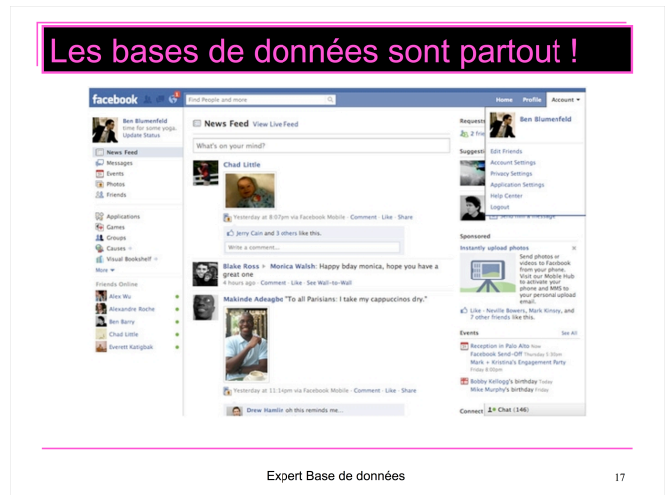 Les bases de données sont partout !
facebook
Find People and more
Home Profile Account
Ben Blumenfeld
time for some yoga.
Update Status
News Feed
Messages
Events
Photos
Friends
Applications
Games
Groups
Causes
Visual Bookshelf
More
Friends Online
Alex Wu
Alexandre Roche
Ben Barry
Chad Little
Everett Katigbak
News Feed View Live Feed
What's on your mind?
Chad Little
Yesterday at 8:07pm via Facebook Mobile · Comment · Like · Share
Jerry Cain and 3 others like this.
Write a comment...
Blake Ross Monica Walsh: Happy bday monica, hope you have a
great one
4 hours ago · Comment · Like · See Wall-to-Wall
Makinde Adeagbo "To all Parisians: I take my cappuccinos dry."
Yesterday at 11:14pm via Facebook Mobile · Comment · Like · Share
Drew Hamlin oh this reminds me...
Requests
2 frie
Suggesti
Ben Blumesfeld
Edit Friends
Account Settings
Privacy Settings
Application Settings
Help Center
Logout
Sponsored
Instantly upload photos
Send photos or
videos to Facebook
from your phone.
Visit our Mobile Hub
to activate your
phone and MMS to
your personal upload
email.
Like · Neville Bowers, Mark Kinsey, and
7 other friends like this.
Events See All
Reception in Palo Alto Now
Facebook Send-Off Thursday 5:30pm
Mark + Kristina's Engagement Party
Friday 8:00pm
Bobby Kellogg's birthday Today
Mike Murphy's birthday Friday
Connect
Chat (146)
Expert Base de données
17